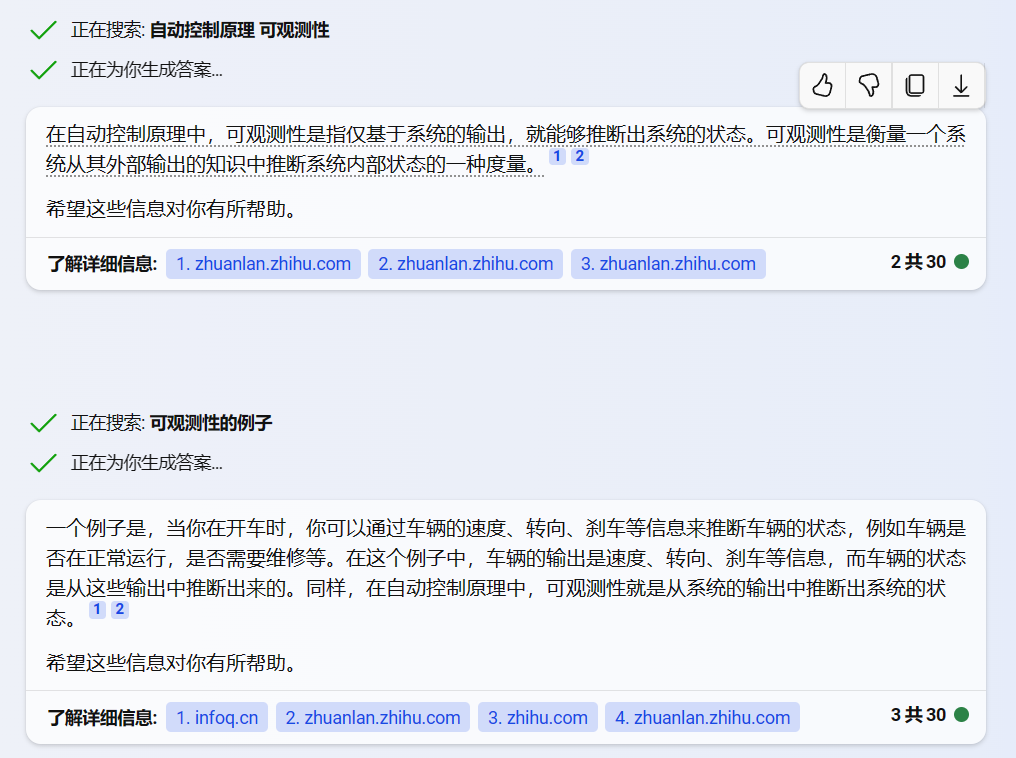 正在搜索: 自动控制原理 可观测性
正在为你生成答案...
在自动控制原理中，可观测性是指仅基于系统的输出，就能够推断出系统的状态。可观测性是衡量一个系
统从其外部输出的知识中推断系统内部状态的一种度量。 1 2
希望这些信息对你有所帮助。
了解详细信息: 1. zhuanlan.zhihu.com 2. zhuanlan.zhihu.com 3. zhuanlan.zhihu.com 2 共 30
正在搜索: 可观测性的例子
正在为你生成答案...
一个例子是，当你在开车时，你可以通过车辆的速度、转向、刹车等信息来推断车辆的状态，例如车辆是
否在正常运行，是否需要维修等。在这个例子中，车辆的输出是速度、转向、刹车等信息，而车辆的状态
是从这些输出中推断出来的。同样，在自动控制原理中，可观测性就是从系统的输出中推断出系统的状
态。 1 2
希望这些信息对你有所帮助。
了解详细信息: 1. infoq.cn 2. zhuanlan.zhihu.com 3. zhihu.com 4. zhuanlan.zhihu.com 3 共 30